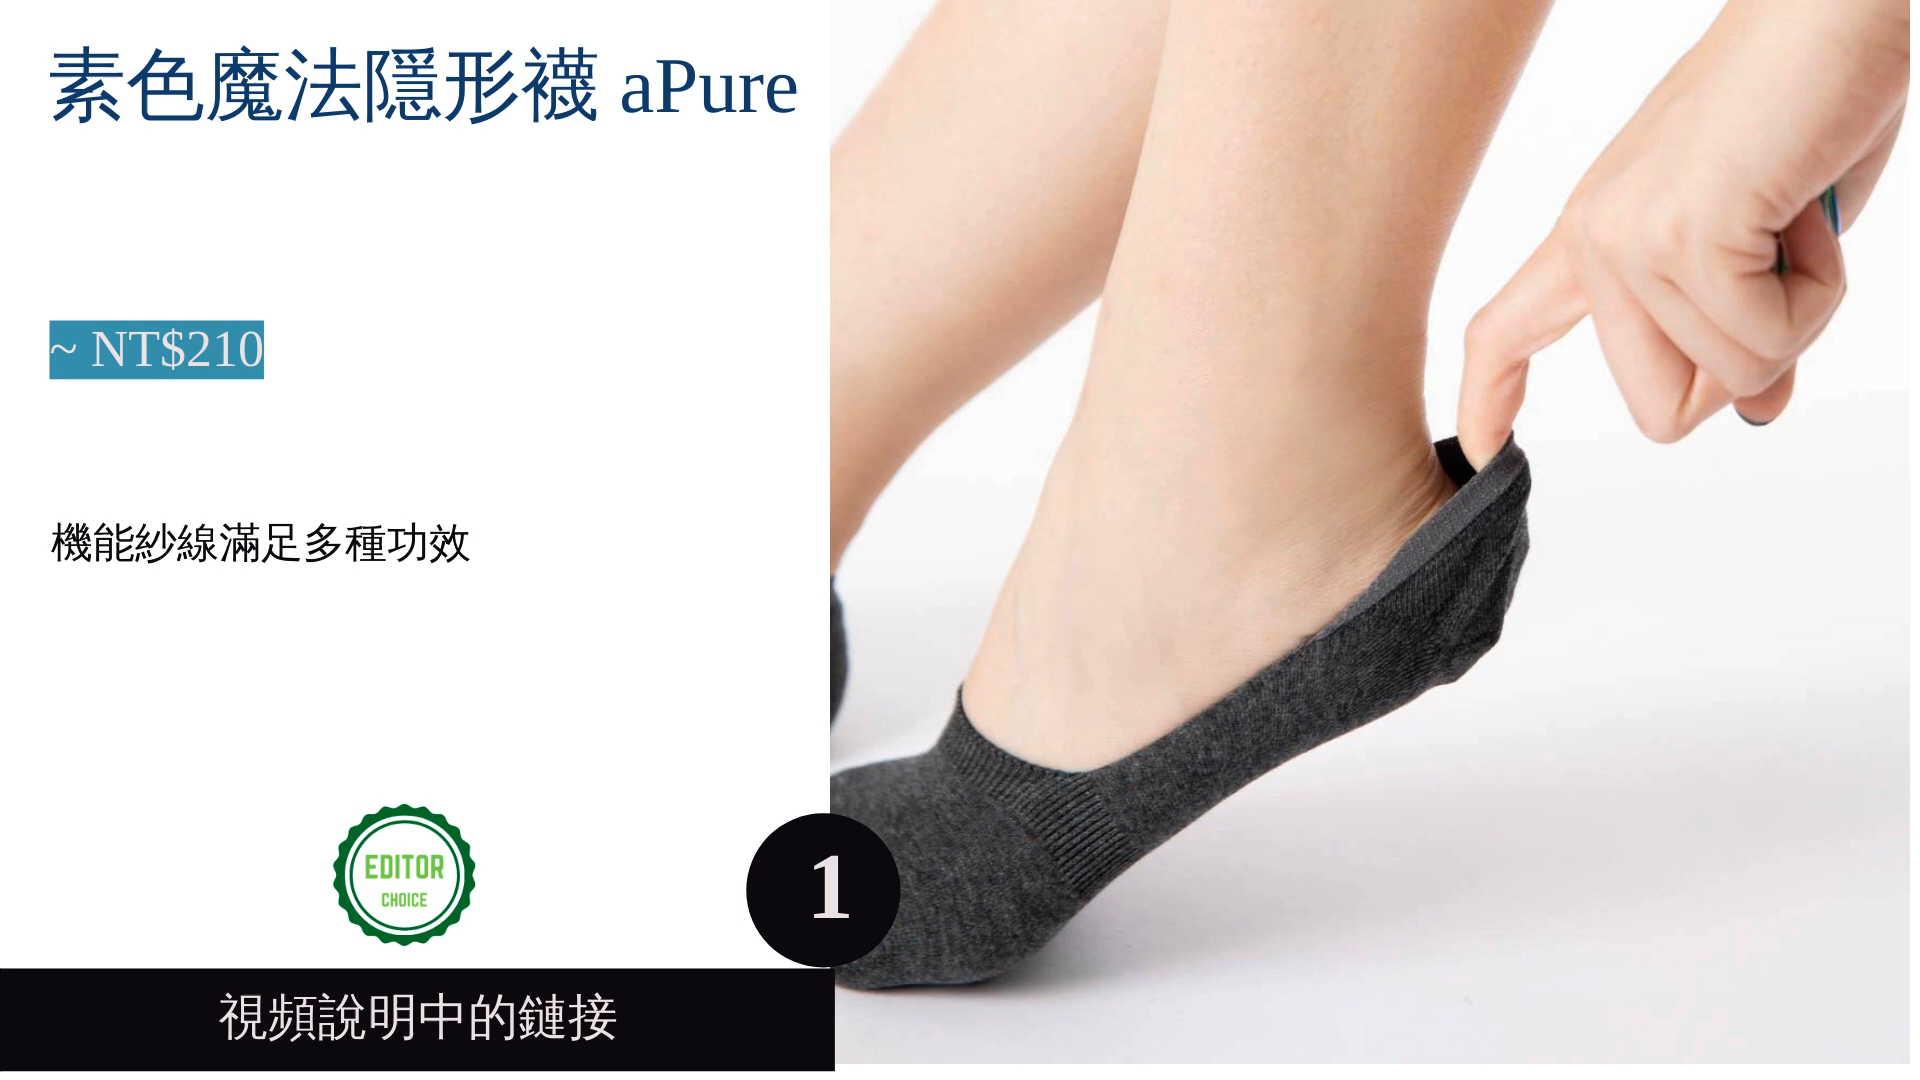 素色魔法隱形襪 aPure
~ NT$210
機能紗線滿足多種功效
EDITOR
CHOICE
1
視頻說明中的鏈接